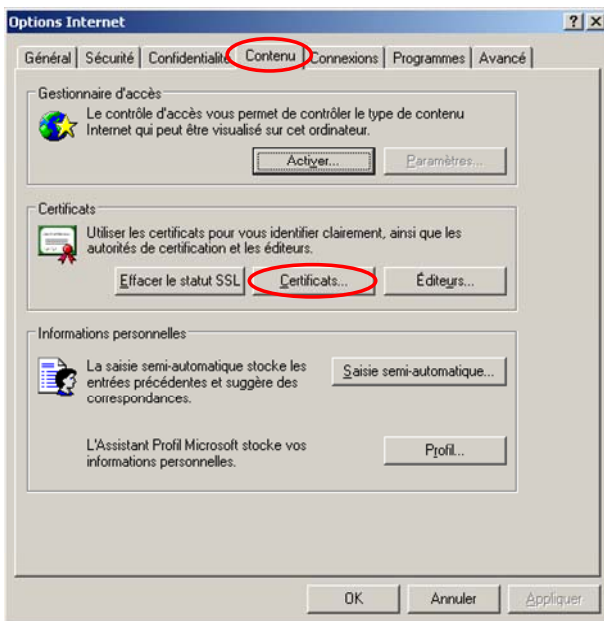 Options Internet
Général Sécurité Confidentialité Contenu Connexions Programmes Avancé
Gestionnaire d'accès
Le contrôle d'accès vous permet de contrôler le type de contenu
Internet qui peut être visualisé sur cet ordinateur.
Activer... Paramètres...
Certificats
Utiliser les certificats pour vous identifier clairement, ainsi que les
autorités de certification et les éditeurs.
Effacer le statut SSL Certificats... Éditeurs...
Informations personnelles
La saisie semi-automatique stocke les
entrées précédentes et suggère des
correspondances.
Saisie semi-automatique...
L'Assistant Profil Microsoft stocke vos
informations personnelles.
Profil...
OK Annuler Appliquer